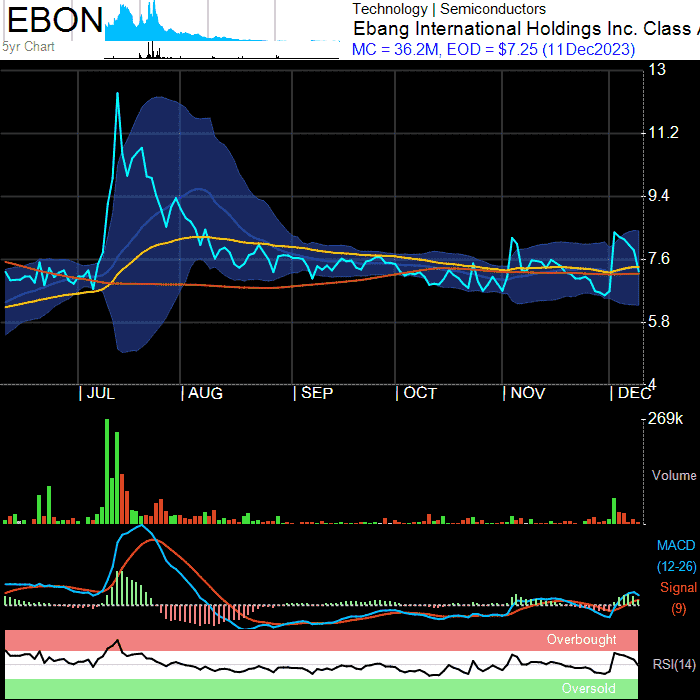 EBON
5yr Chart
Technology | Semiconductors
Ebang International Holdings Inc. Class A
MC = 36.2M, EOD = $7.25 (11Dec2023)
13
11.2
9.4
7.6
5.8
4
| JUL | AUG | SEP | OCT | NOV | DEC
269k
Volume
MACD
(12-26)
Signal
(9)
Overbought
RSI(14)
Oversold